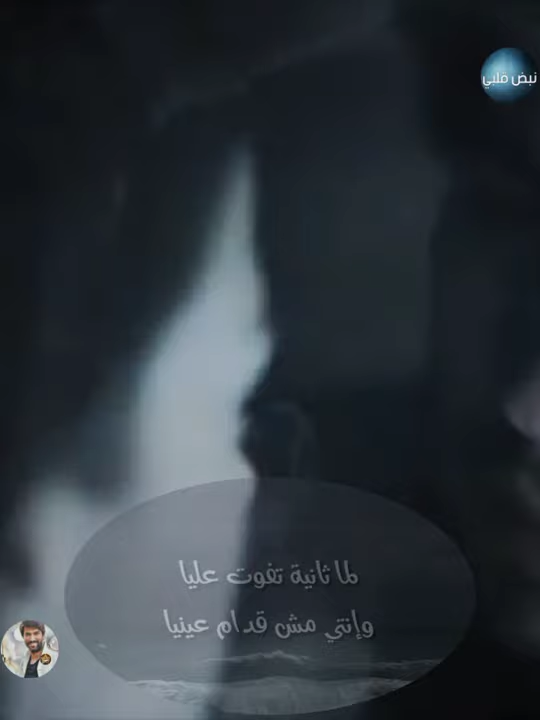 نبض قلبي
لما ثانية تفوت عليا
وإنتي مش قدام عينيا